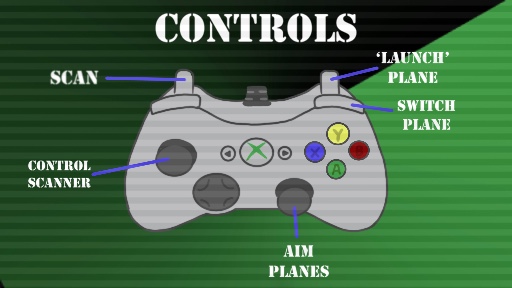 CONTROLS
SCAN
'LAUNCH'
PLANE
SWITCH
PLANE
Y
X
B
A
CONTROL
SCANNER
AIM
PLANES